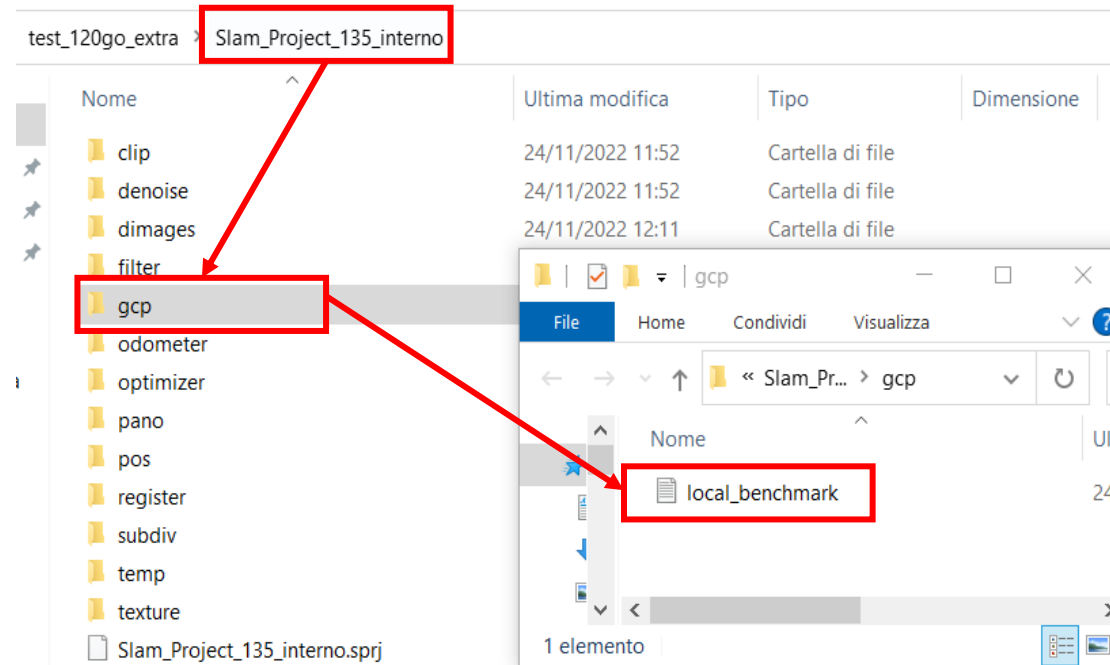 test_120go_extra > Slam_Project_135_interno
Nome Ultima modifica Tipo Dimensione
clip 24/11/2022 11:52 Cartella di file
denoise 24/11/2022 11:52 Cartella di file
dimages 24/11/2022 12:11 Cartella di file
filter
gcp
odometer
optimizer
pano
pos
register
subdiv
temp
texture
Slam_Project_135_interno.sprj
gcp
File Home Condividi Visualizza
« Slam_Pr... > gcp
Nome Ul
local_benchmark 24
1 elemento